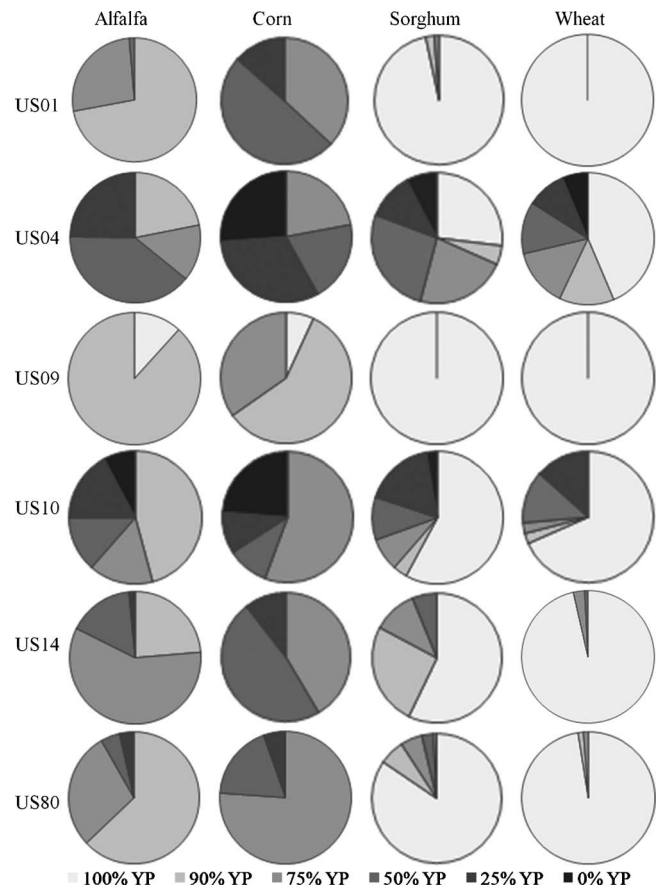 Alfalfa Corn Sorghum Wheat
US01
US04
US09
US10
US14
US80
100% YP 90% YP 75% YP 50% YP 25% YP 0% YP